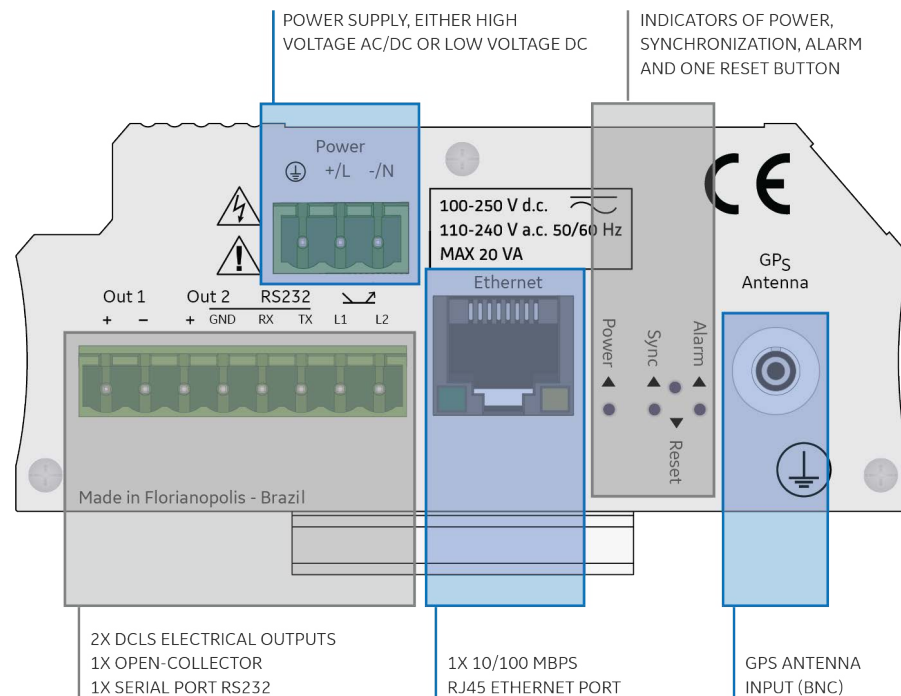 POWER SUPPLY, EITHER HIGH
VOLTAGE AC/DC OR LOW VOLTAGE DC
INDICATORS OF POWER,
SYNCHRONIZATION, ALARM
AND ONE RESET BUTTON
Power
+/L -/N
CE
100-250 V d.c.
110-240 V a.c. 50/60 Hz
MAX 20 VA
GPS
Antenna
Ethernet
Out 1 Out 2 RS232
+ - + GND RX TX L1 L2
Power
Sync
Alarm
Reset
Made in Florianopolis - Brazil
2X DCLS ELECTRICAL OUTPUTS
1X OPEN-COLLECTOR
1X SERIAL PORT RS232
1X 10/100 MBPS
RJ45 ETHERNET PORT
GPS ANTENNA
INPUT (BNC)